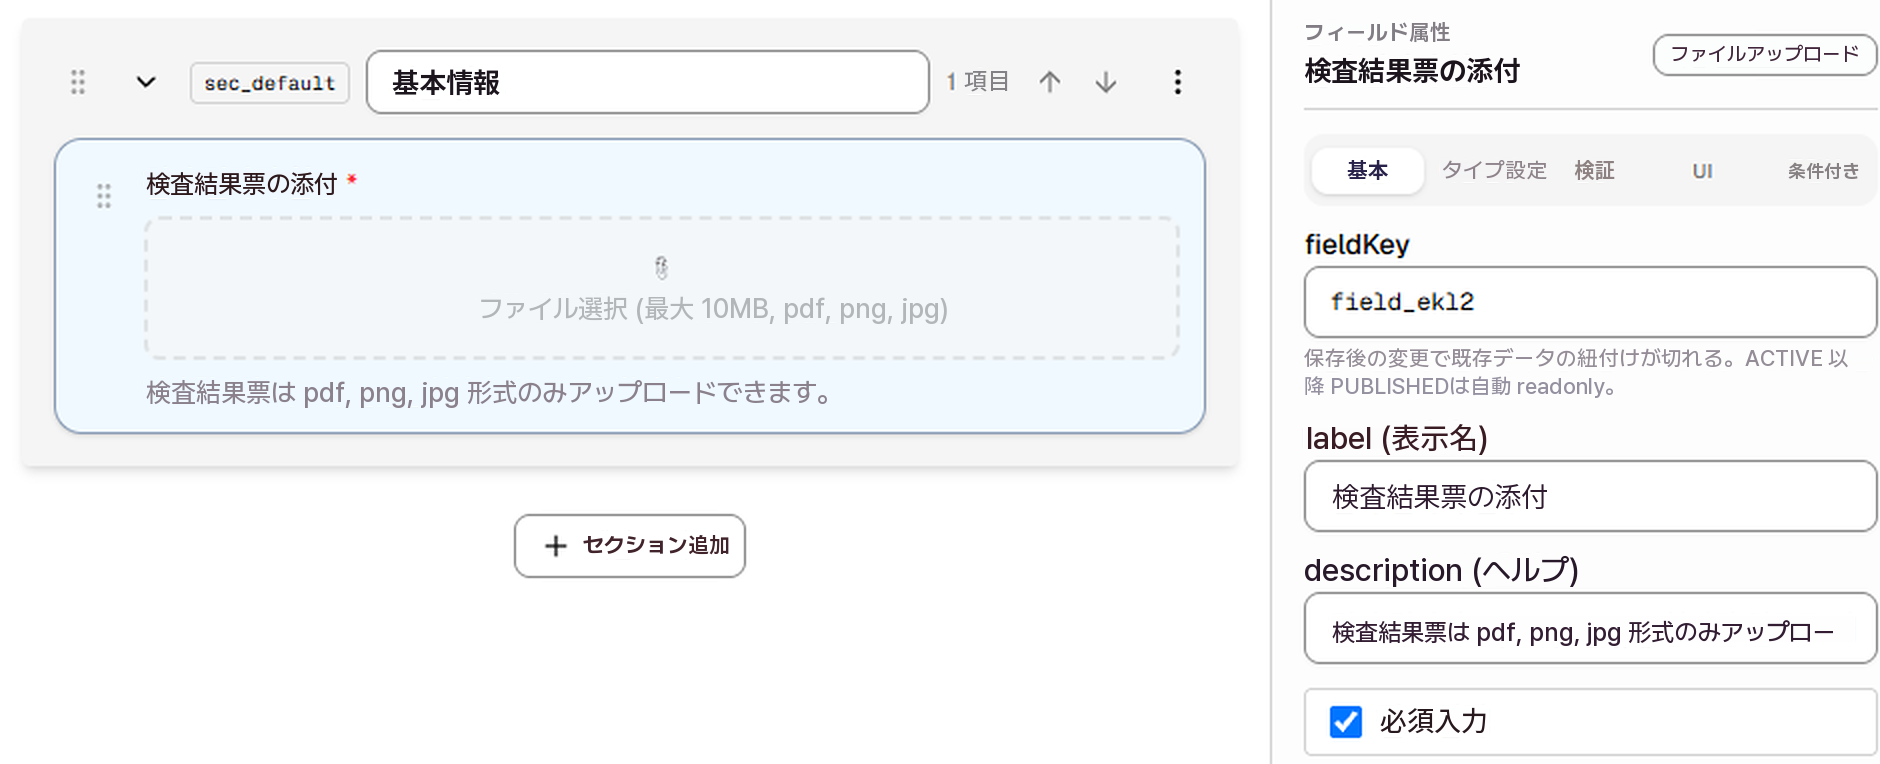 sec_default
基本情報
1 項目
検査結果票の添付 *
ファイル選択 (最大 10MB, pdf, png, jpg)
検査結果票は pdf, png, jpg 形式のみアップロードできます。
セクション追加
フィールド属性
検査結果票の添付
ファイルアップロード
基本
タイプ設定
検証
UI
条件付き
fieldKey
field_ekl2
保存後の変更で既存データの紐付けが切れる。ACTIVE 以
降 PUBLISHEDは自動 readonly。
label (表示名)
検査結果票の添付
description (ヘルプ)
検査結果票は pdf, png, jpg 形式のみアップロー
必須入力